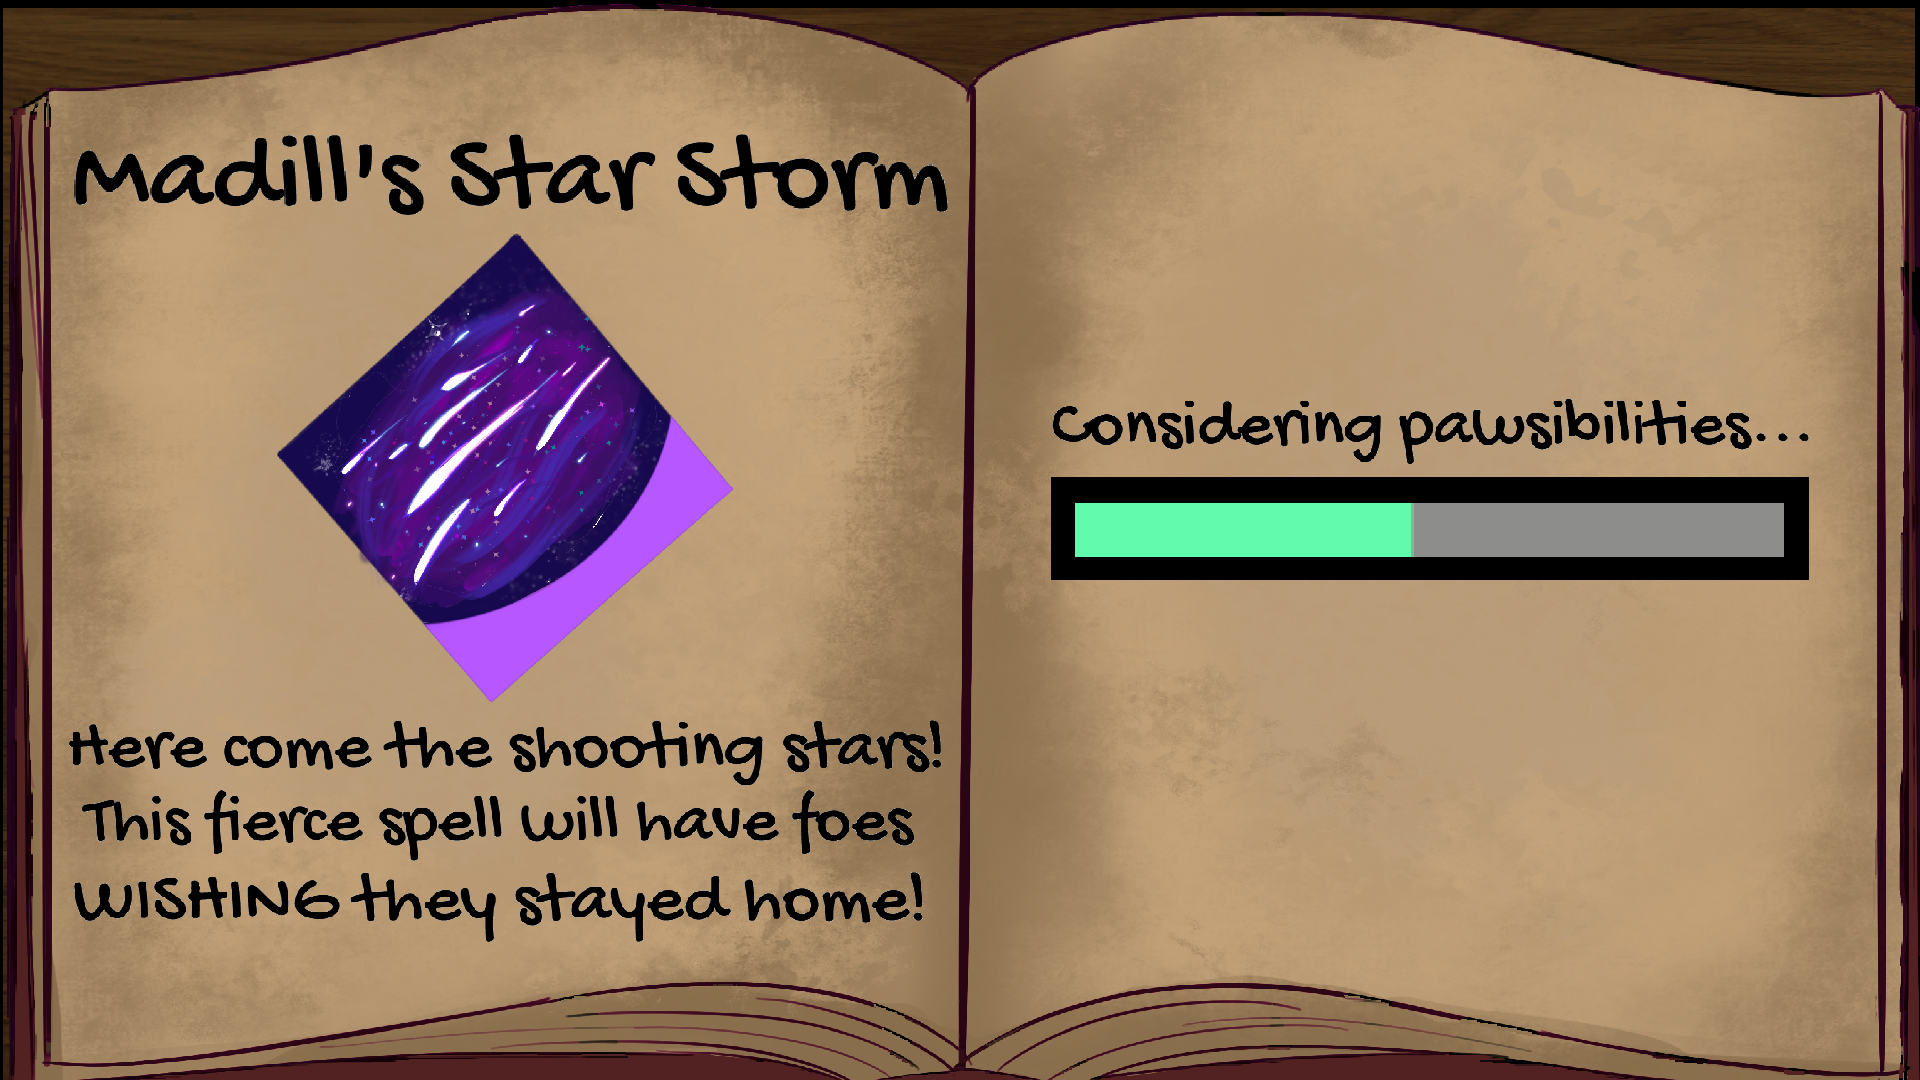 Madill's Star Storm
Here come the shooting stars!
This fierce spell will have foes
WISHING they stayed home!
Considering pawsibilities...